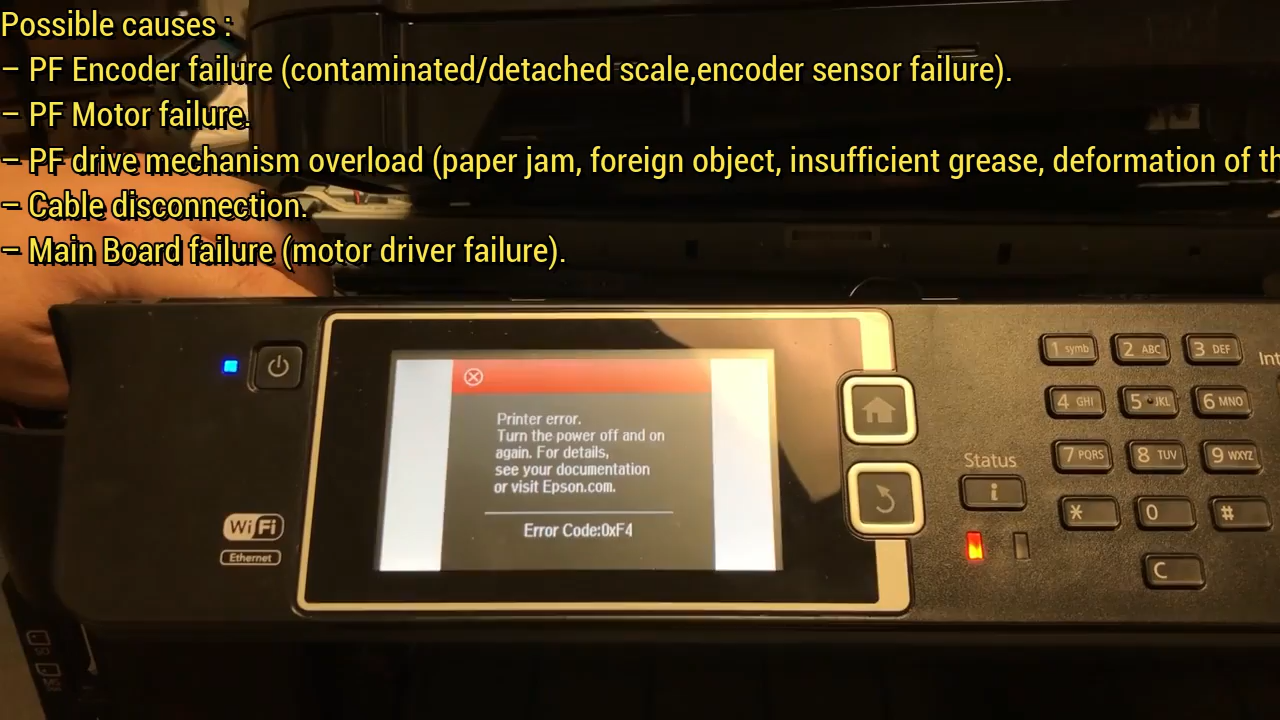 Possible causes :
– PF Encoder failure (contaminated/detached scale,encoder sensor failure).
– PF Motor failure.
– PF drive mechanism overload (paper jam, foreign object, insufficient grease, deformation of th
– Cable disconnection.
– Main Board failure (motor driver failure).
Printer error.
Turn the power off and on
again. For details,
see your documentation
or visit Epson.com.
Error Code:0xF4
WiFi
Ethernet
Status
i
1 symb 2 ABC 3 DEF
Int
4 GHI 5 JKL 6 MNO
7 PQRS 8 TUV 9 WXYZ
* 0 #
C